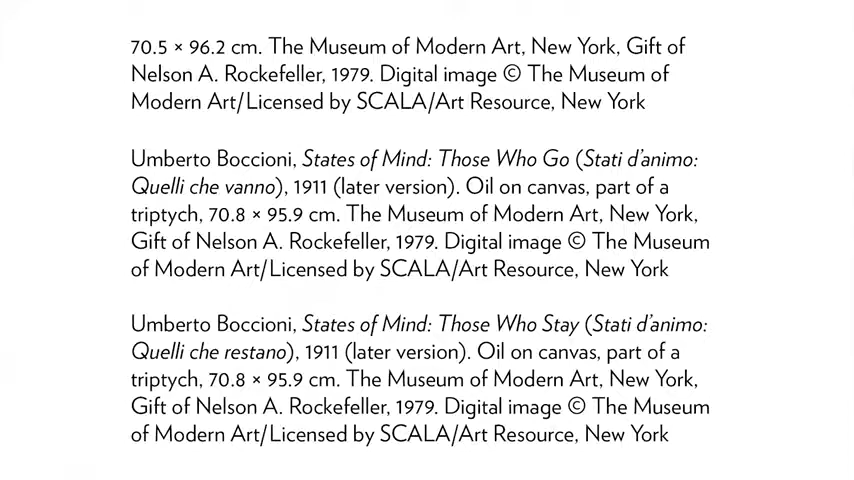 70.5 × 96.2 cm. The Museum of Modern Art, New York, Gift of
Nelson A. Rockefeller, 1979. Digital image © The Museum of
Modern Art/Licensed by SCALA/Art Resource, New York
Umberto Boccioni, States of Mind: Those Who Go (Stati d'animo:
Quelli che vanno), 1911 (later version). Oil on canvas, part of a
triptych, 70.8 × 95.9 cm. The Museum of Modern Art, New York,
Gift of Nelson A. Rockefeller, 1979. Digital image © The Museum
of Modern Art/Licensed by SCALA/Art Resource, New York
Umberto Boccioni, States of Mind: Those Who Stay (Stati d'animo:
Quelli che restano), 1911 (later version). Oil on canvas, part of a
triptych, 70.8 × 95.9 cm. The Museum of Modern Art, New York,
Gift of Nelson A. Rockefeller, 1979. Digital image © The Museum
of Modern Art/Licensed by SCALA/Art Resource, New York